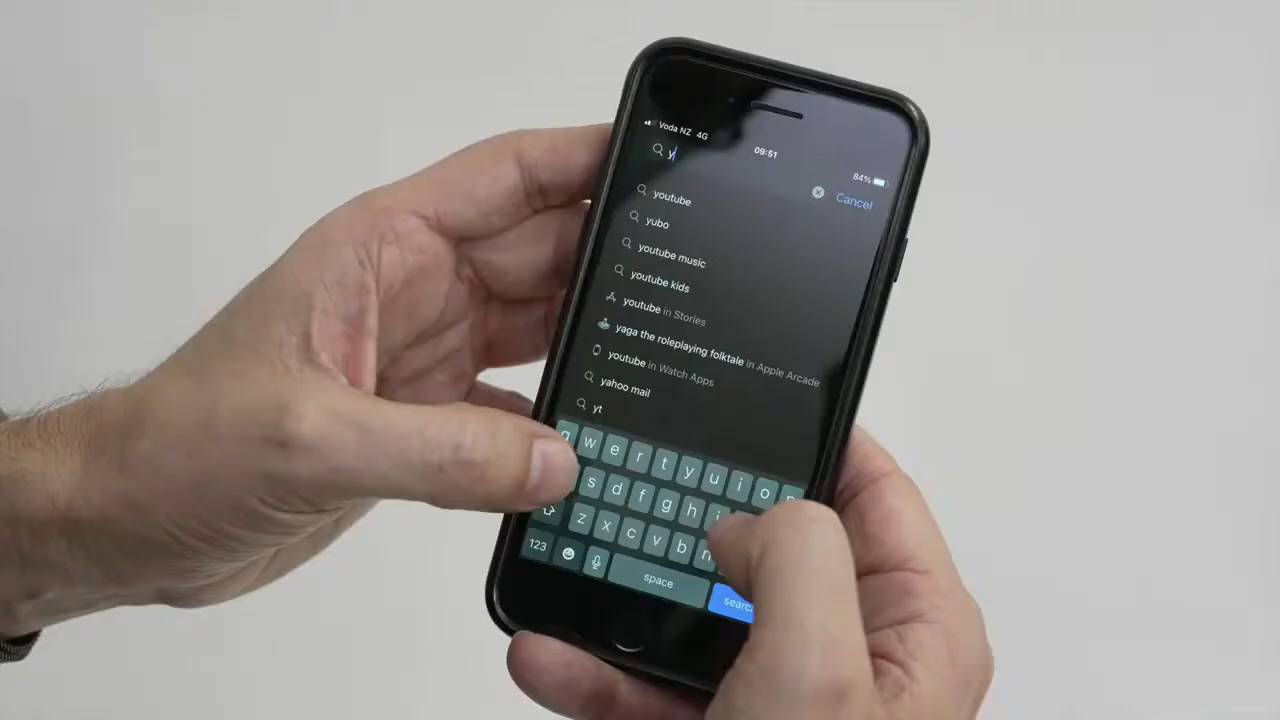 Voda NZ 4G
09:51
84%
y
Cancel
youtube
yubo
youtube music
youtube kids
youtube in Stories
yaga the roleplaying folktale in Apple Arcade
youtube in Watch Apps
yahoo mail
yt
q w e r t y u i o p
s d f g h j
z x c v b n
123
space
search